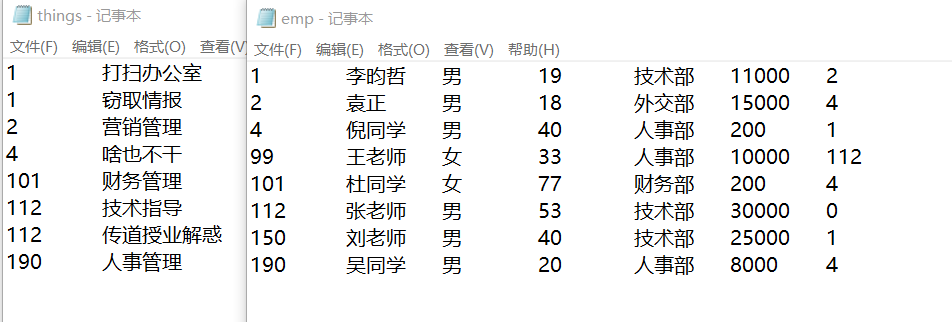 things - 记事本
文件(F) 编辑(E) 格式(O) 查看(V)
1 打扫办公室
1 窃取情报
2 营销管理
4 啥也不干
101 财务管理
112 技术指导
112 传道授业解惑
190 人事管理
emp - 记事本
文件(F) 编辑(E) 格式(O) 查看(V) 帮助(H)
1 李昀哲 男 19 技术部 11000 2
2 袁正 男 18 外交部 15000 4
4 倪同学 男 40 人事部 200 1
99 王老师 女 33 人事部 10000 112
101 杜同学 女 77 财务部 200 4
112 张老师 男 53 技术部 30000 0
150 刘老师 男 40 技术部 25000 1
190 吴同学 男 20 人事部 8000 4